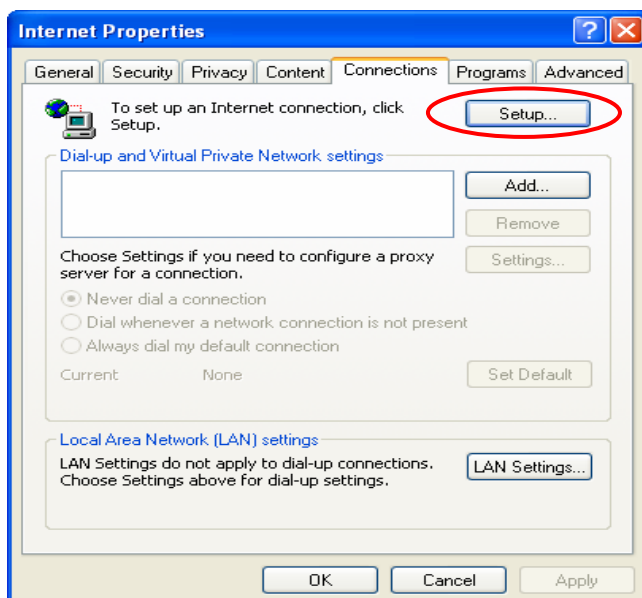 Internet Properties
General Security Privacy Content Connections Programs Advanced
To set up an Internet connection, click
Setup.
Setup...
Dial-up and Virtual Private Network settings
Add...
Remove
Choose Settings if you need to configure a proxy
server for a connection.
Settings...
Never dial a connection
Dial whenever a network connection is not present
Always dial my default connection
Current None Set Default
Local Area Network (LAN) settings
LAN Settings do not apply to dial-up connections.
Choose Settings above for dial-up settings.
LAN Settings...
OK Cancel Apply